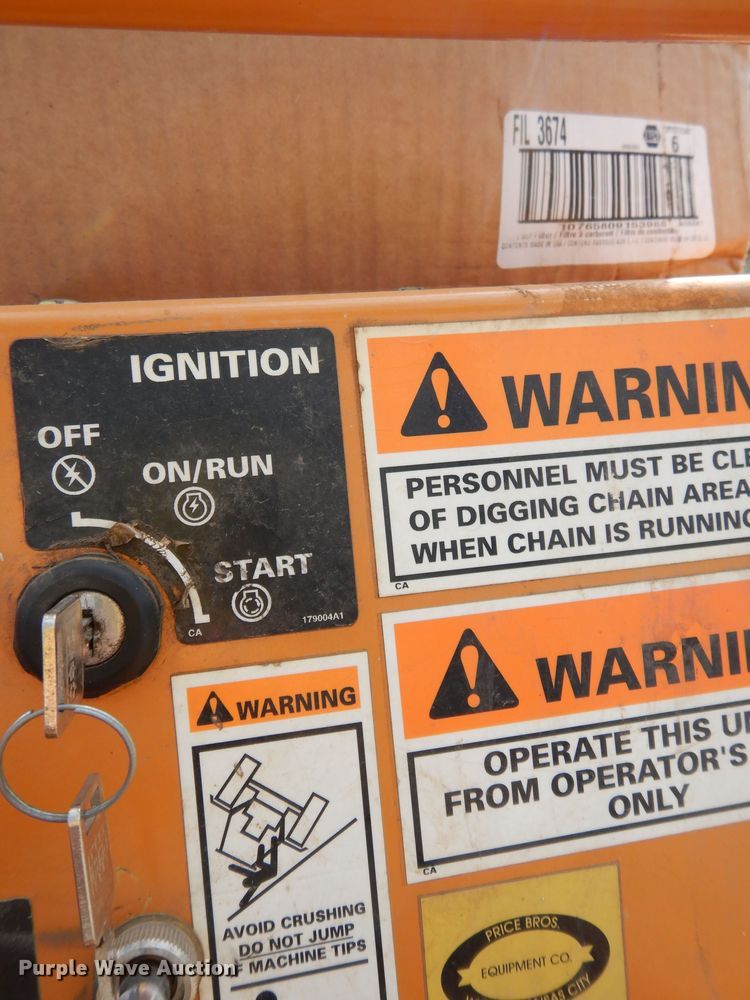 FIL 3674
6
10765809153966
IGNITION
OFF
ON/RUN
START
179004A1
CA
WARNIN
PERSONNEL MUST BE CLE
OF DIGGING CHAIN AREA
WHEN CHAIN IS RUNNING
CA
WARNI
OPERATE THIS U
FROM OPERATOR'S
ONLY
CA
WARNING
AVOID CRUSHING
DO NOT JUMP
IF MACHINE TIPS
PRICE BROS.
EQUIPMENT CO.
CITY
Purple Wave Auction